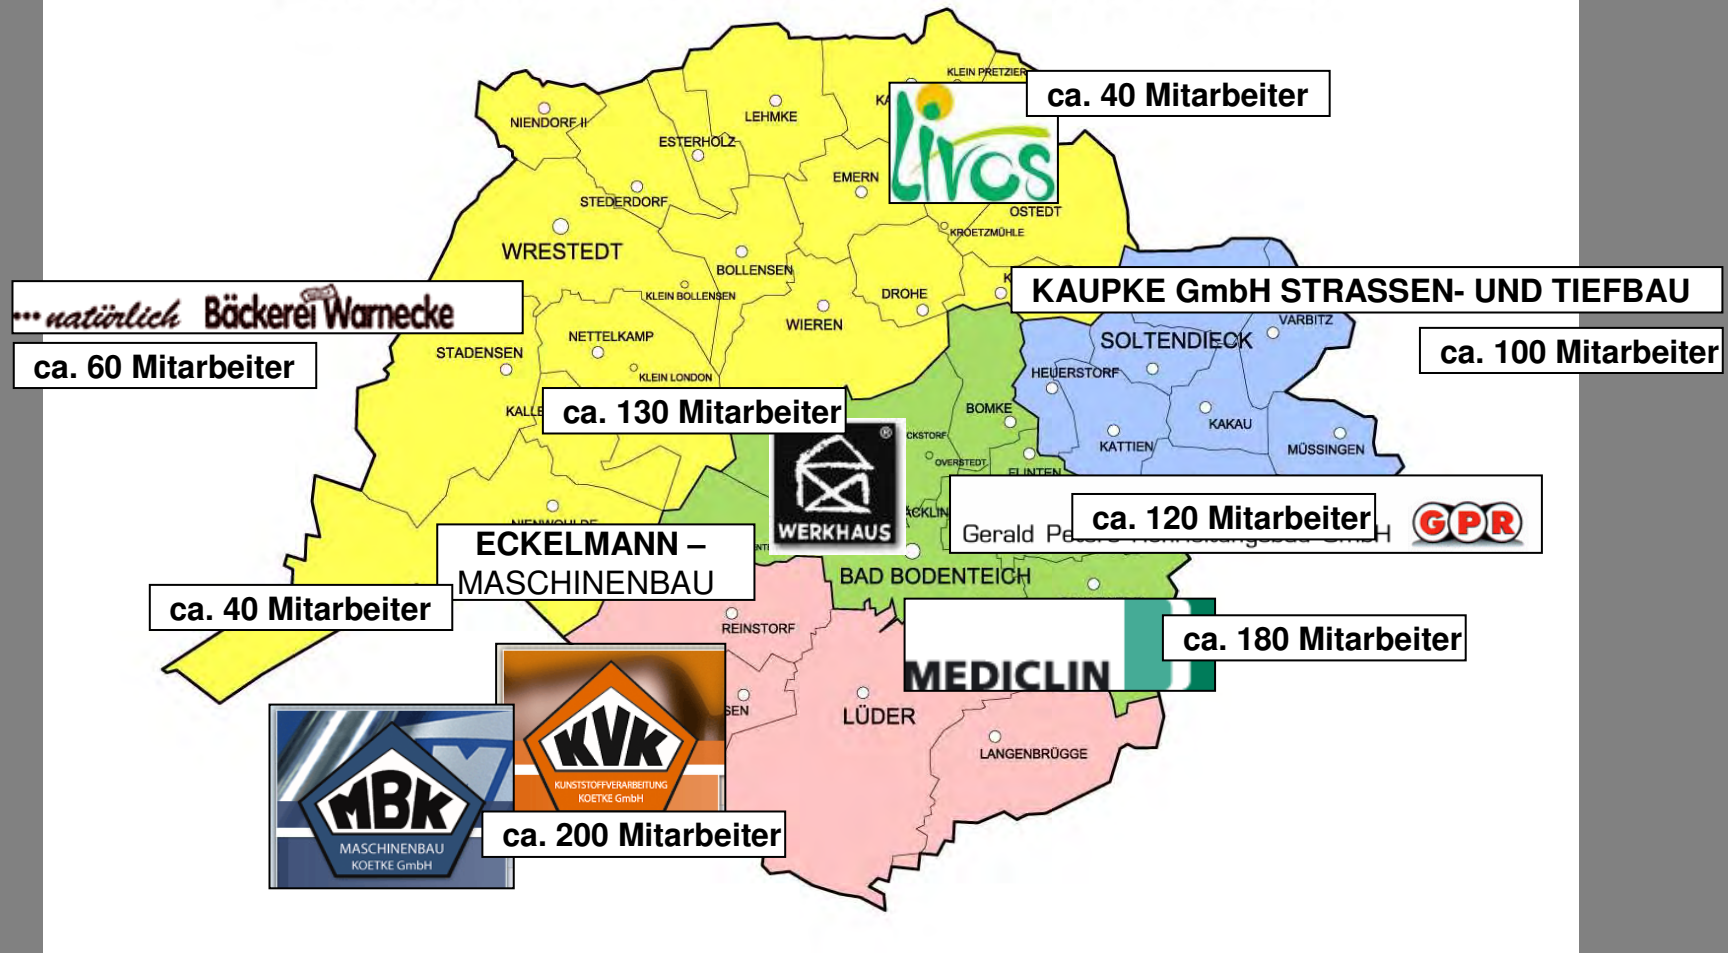 KLEIN PRETZIER
ca. 40 Mitarbeiter
NIENDORF II
LEHMKE
ESTERHOLZ
Livos
EMERN
STEDERDORF
OSTEDT
KROETZMÜHLE
WRESTEDT
BOLLENSEN
KLEIN BOLLENSEN
DROHE
KAUPKE GmbH STRASSEN- UND TIEFBAU
...natürlich Bäckerei Warnecke
WIEREN
VARBITZ
NETTELKAMP
SOLTENDIECK
STADENSEN
ca. 100 Mitarbeiter
ca. 60 Mitarbeiter
KLEIN LONDON
HEUERSTORF
ca. 130 Mitarbeiter
BOMKE
KAKAU
KATTIEN
MÜSSINGEN
OVERSTEDT
FLINTEN
®
WERKHAUS
ca. 120 Mitarbeiter
Gerald
GPR
ECKELMANN –
MASCHINENBAU
BAD BODENTEICH
ca. 40 Mitarbeiter
REINSTORF
ca. 180 Mitarbeiter
MEDICLIN
LÜDER
LANGENBRÜGGE
KVK
KUNSTSTOFFVERARBEITUNG
KOETKE GmbH
MBK
MASCHINENBAU
KOETKE GmbH
ca. 200 Mitarbeiter